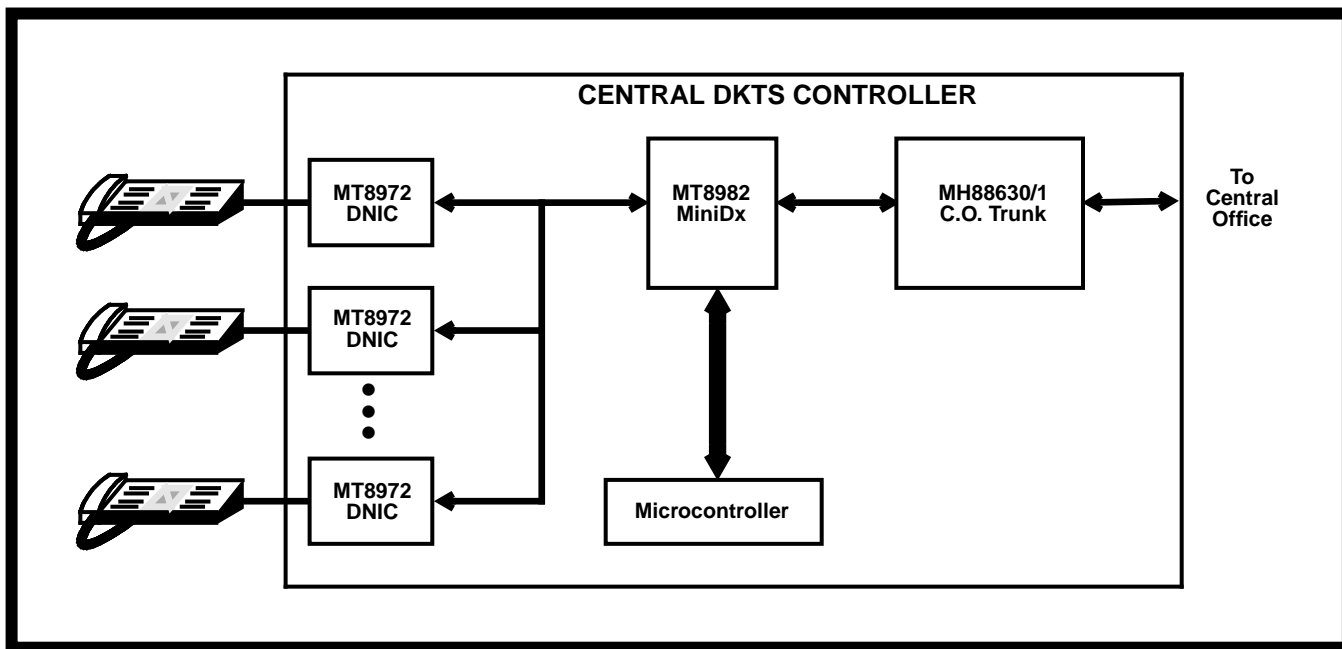 CENTRAL DKTS CONTROLLER
MT8972
DNIC
MT8982
MiniDx
MH88630/1
C.O. Trunk
To
Central
Office
MT8972
DNIC
MT8972
DNIC
Microcontroller